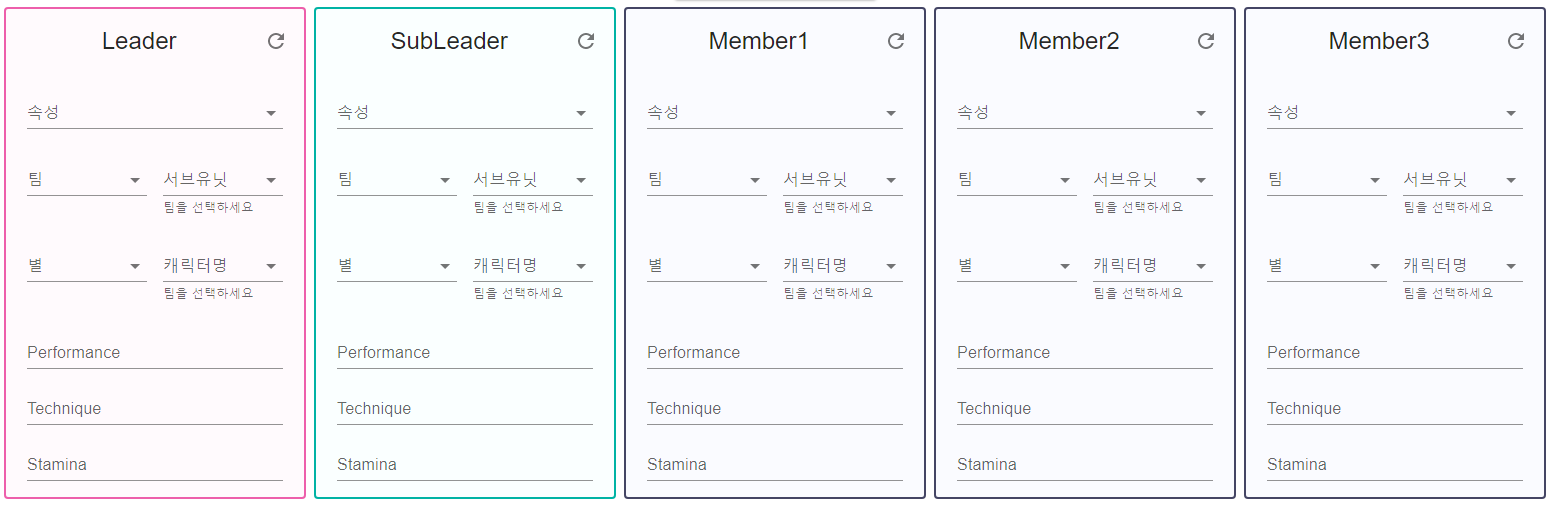 Leader
속성
팀 서브유닛
팀을 선택하세요
별 캐릭터명
팀을 선택하세요
Performance
Technique
Stamina
SubLeader
속성
팀 서브유닛
팀을 선택하세요
별 캐릭터명
팀을 선택하세요
Performance
Technique
Stamina
Member1
속성
팀 서브유닛
팀을 선택하세요
별 캐릭터명
팀을 선택하세요
Performance
Technique
Stamina
Member2
속성
팀 서브유닛
팀을 선택하세요
별 캐릭터명
팀을 선택하세요
Performance
Technique
Stamina
Member3
속성
팀 서브유닛
팀을 선택하세요
별 캐릭터명
팀을 선택하세요
Performance
Technique
Stamina